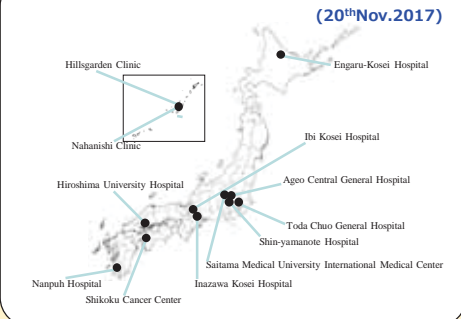 (20thNov.2017)
Hillsgarden Clinic
Engaru-Kosei Hospital
Nahanishi Clinic
Ibi Kosei Hospital
Hiroshima University Hospital
Ageo Central General Hospital
Toda Chuo General Hospital
Shin-yamanote Hospital
Saitama Medical University International Medical Center
Nanpuh Hospital
Inazawa Kosei Hospital
Shikoku Cancer Center